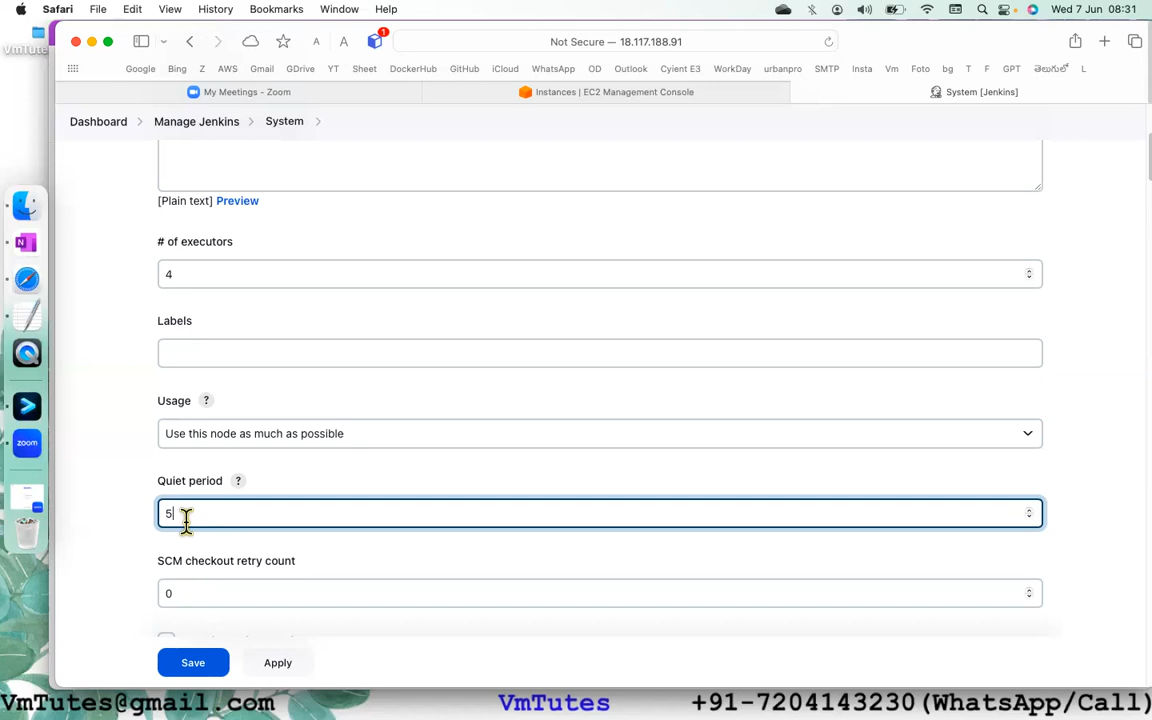 Safari File Edit View History Bookmarks Window Help Wed 7 Jun 08:31
VmTute
A A 1 Not Secure — 18.117.188.91
Google Bing Z AWS Gmail GDrive YT Sheet DockerHub GitHub iCloud WhatsApp OD Outlook Cyient E3 WorkDay urbanpro SMTP Insta Vm Foto bg T F GPT తెలుగులో L
My Meetings - Zoom Instances | EC2 Management Console System [Jenkins]
Dashboard Manage Jenkins System
[Plain text] Preview
# of executors
4
Labels
Usage ?
Use this node as much as possible
Quiet period ?
5
SCM checkout retry count
0
Save Apply
zoom
VmTutes@gmail.com VmTutes +91-7204143230(WhatsApp/Call)